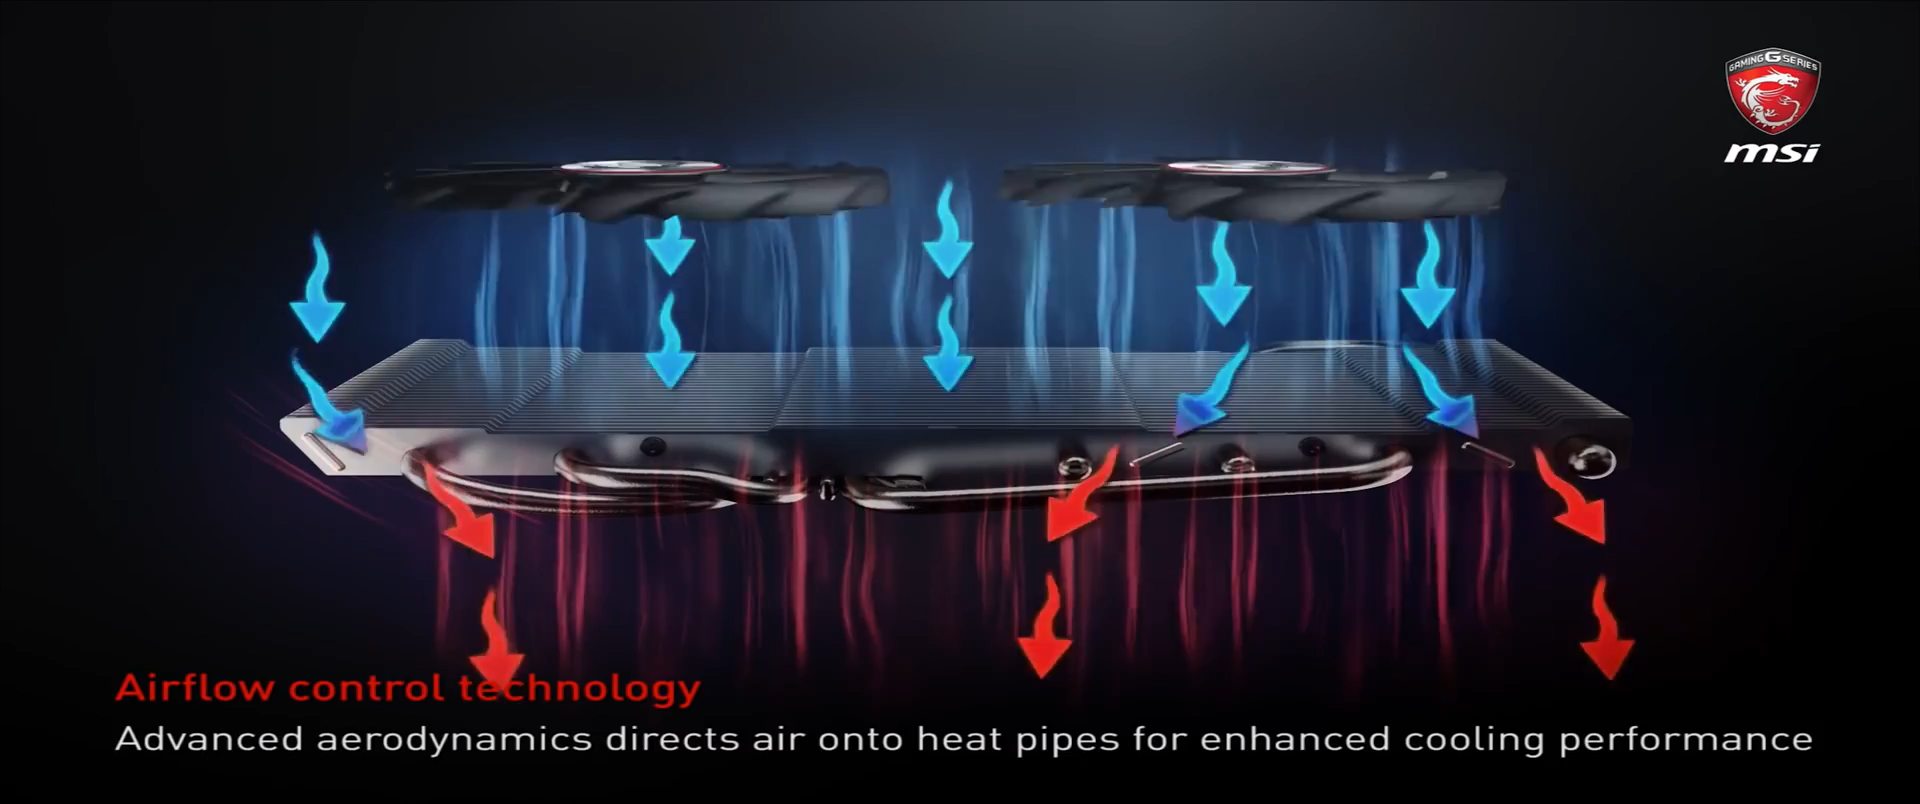 GAMING G SERIES
msi
Airflow control technology
Advanced aerodynamics directs air onto heat pipes for enhanced cooling performance